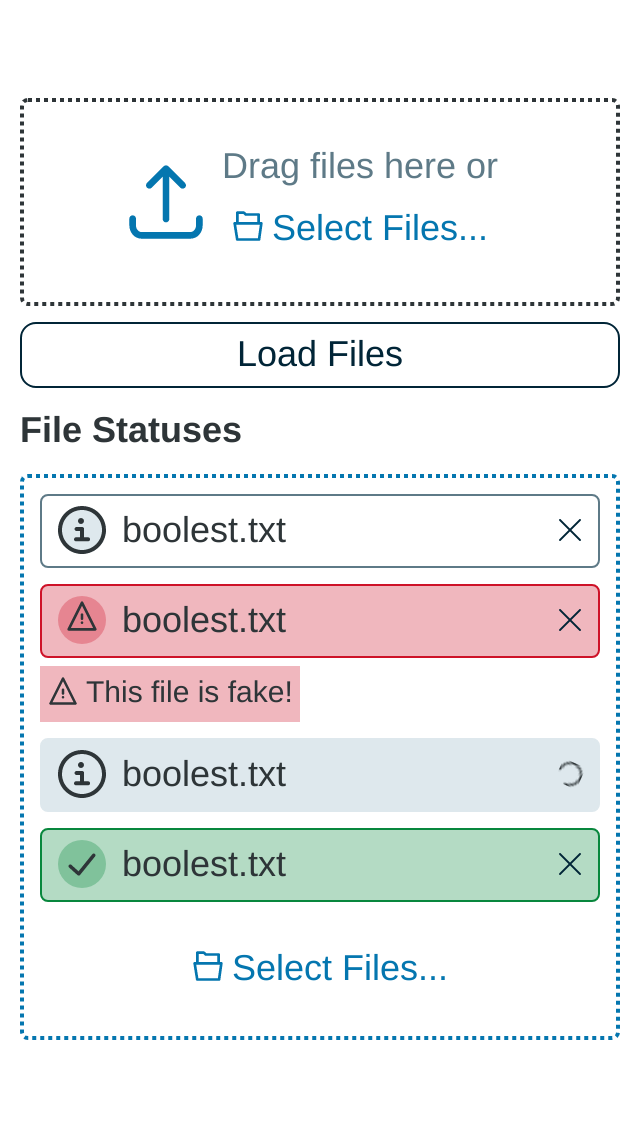 Drag files here or
Select Files...
Load Files
File Statuses
boolest.txt
boolest.txt
This file is fake!
boolest.txt
boolest.txt
Select Files...